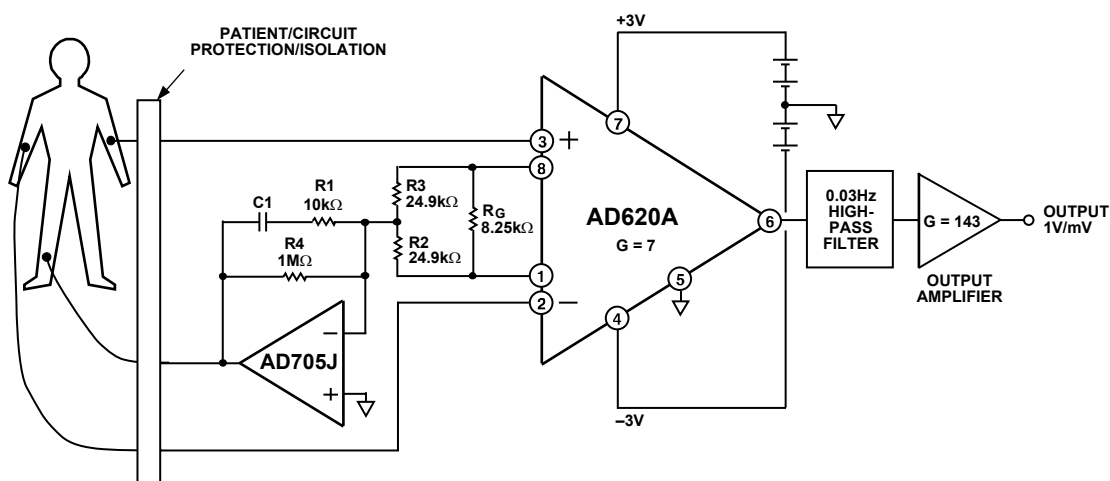 PATIENT/CIRCUIT
PROTECTION/ISOLATION
+3V
3
+
8
7
C1
R1
10kΩ
R3
24.9kΩ
RG
8.25kΩ
AD620A
G = 7
6
0.03Hz
HIGH-
PASS
FILTER
G = 143
OUTPUT
1V/mV
OUTPUT
AMPLIFIER
R4
1MΩ
R2
24.9kΩ
1
2
–
5
4
–
AD705J
+
–3V